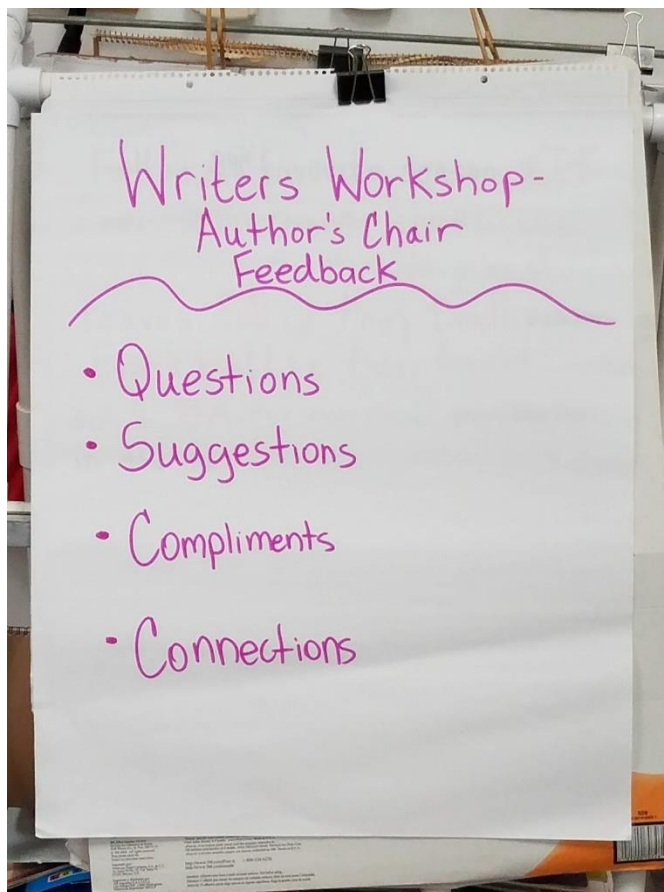 Writers Workshop-
Author's Chair
Feedback
• Questions
• Suggestions
• Compliments
• Connections